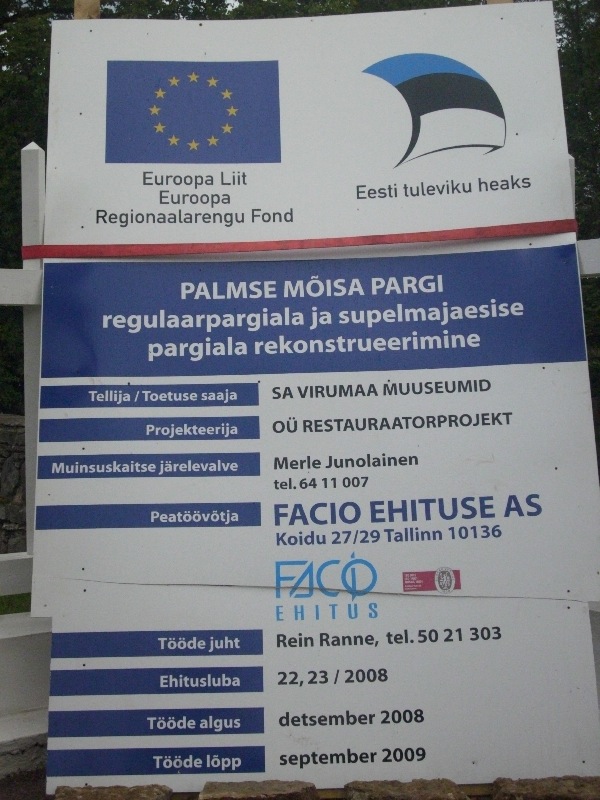 Euroopa Liit
Euroopa
Regionaalarengu Fond
Eesti tuleviku heaks
PALMSE MÕISA PARGI
regulaarpargiala ja supelmajaesise
pargiala rekonstrueerimine
Tellija / Toetuse saaja SA VIRUMAA MUUSEUMID
Projekteerija OÜ RESTAURAATORPROJEKT
Muinsuskaitse järelevalve Merle Junolainen
tel. 64 11 007
Peatöövõtja FACIO EHITUSE AS
Koidu 27/29 Tallinn 10136
FACIO
EHITUS
Tööde juht Rein Ranne, tel. 50 21 303
Ehitusluba 22, 23 / 2008
Tööde algus detsember 2008
Tööde lõpp september 2009